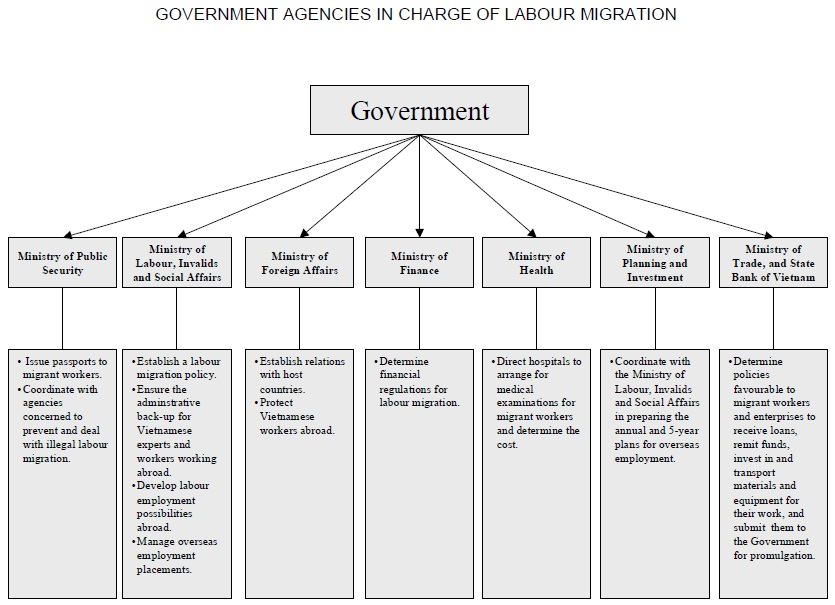 GOVERNMENT AGENCIES IN CHARGE OF LABOUR MIGRATION
Government
Ministry of Public
Security
Ministry of
Labour, Invalids
and Social Affairs
Ministry of
Foreign Affairs
Ministry of
Finance
Ministry of
Health
Ministry of
Planning and
Investment
Ministry of
Trade, and State
Bank of Vietnam
• Issue passports to
migrant workers.
• Coordinate with
agencies
concerned to
prevent and deal
with illegal labour
migration.
• Establish a labour
migration policy.
• Ensure the
adminstrative
back-up for
Vietnamese
experts and
workers working
abroad.
• Develop labour
employment
possibilities
abroad.
• Manage overseas
employment
placements.
• Establish relations
with host
countries.
• Protect
Vietnamese
workers abroad.
• Determine
financial
regulations for
labour migration.
• Direct hospitals to
arrange for
medical
examinations for
migrant workers
and determine the
cost.
• Coordinate with
the Ministry of
Labour, Invalids
and Social Affairs
in preparing the
annual and 5-year
plans for overseas
employment.
• Determine
policies
favourable to
migrant workers
and enterprises to
receive loans,
remit funds,
invest in and
transport
materials and
equipment for
their work, and
submit them to
the Government
for promulgation.